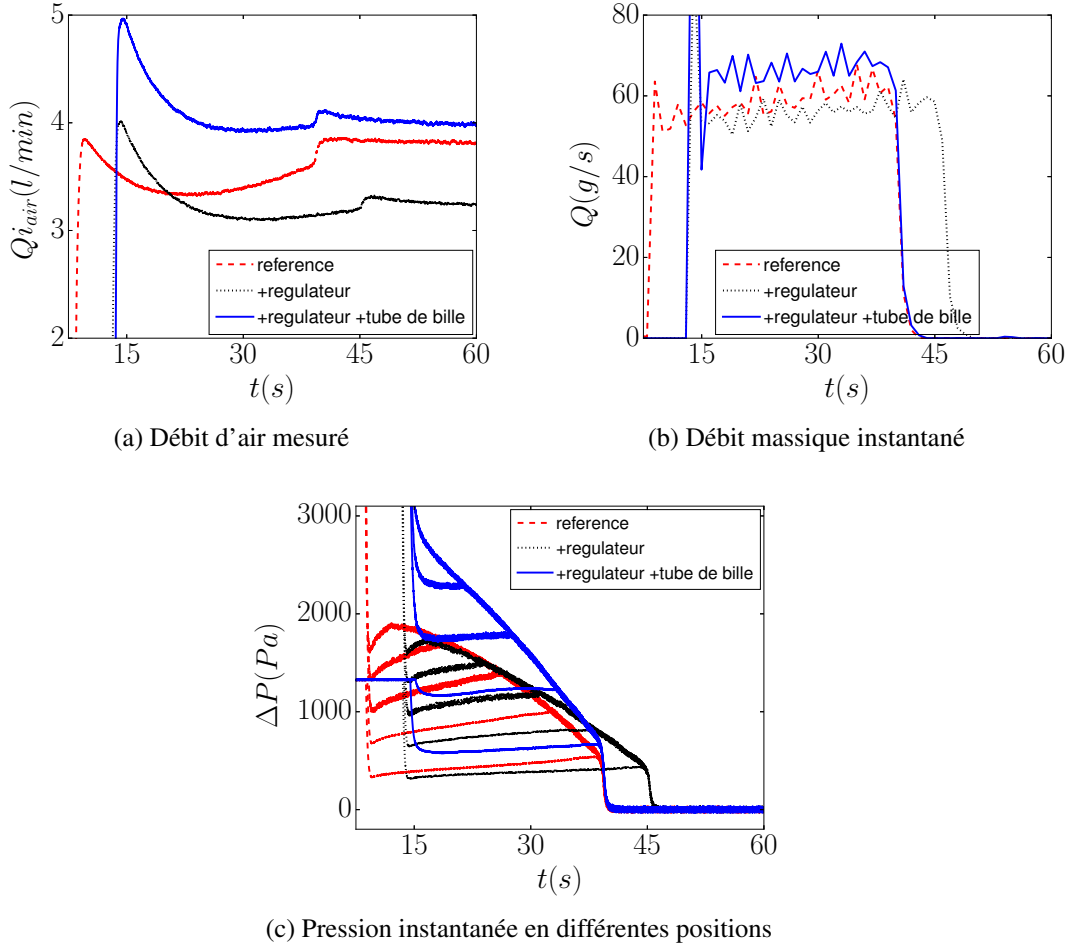 5
4
3
2
15
30
45
60
Qi_{air}(l/min)
t(s)
reference
+regulateur
+regulateur +tube de bille
(a) Débit d'air mesuré
80
60
40
20
0
15
30
45
60
Q(g/s)
t(s)
reference
+regulateur
+regulateur +tube de bille
(b) Débit massique instantané
3000
2000
1000
0
15
30
45
60
ΔP(Pa)
t(s)
reference
+regulateur
+regulateur +tube de bille
(c) Pression instantanée en différentes positions